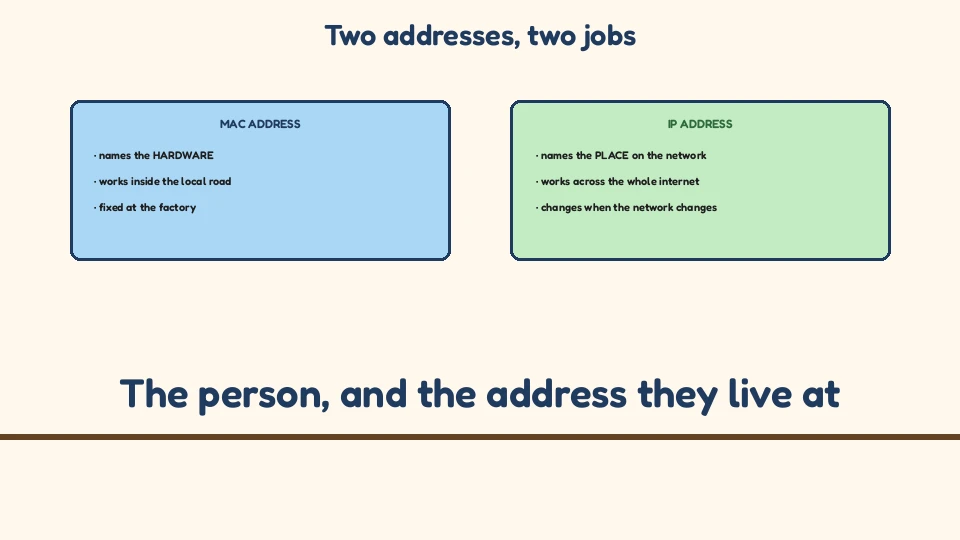 Two addresses, two jobs
MAC ADDRESS
· names the HARDWARE
· works inside the local road
· fixed at the factory
IP ADDRESS
· names the PLACE on the network
· works across the whole internet
· changes when the network changes
The person, and the address they live at